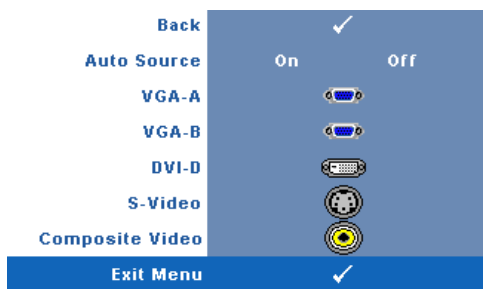 Back
Auto Source On Off
VGA-A
VGA-B
DVI-D
S-Video
Composite Video
Exit Menu